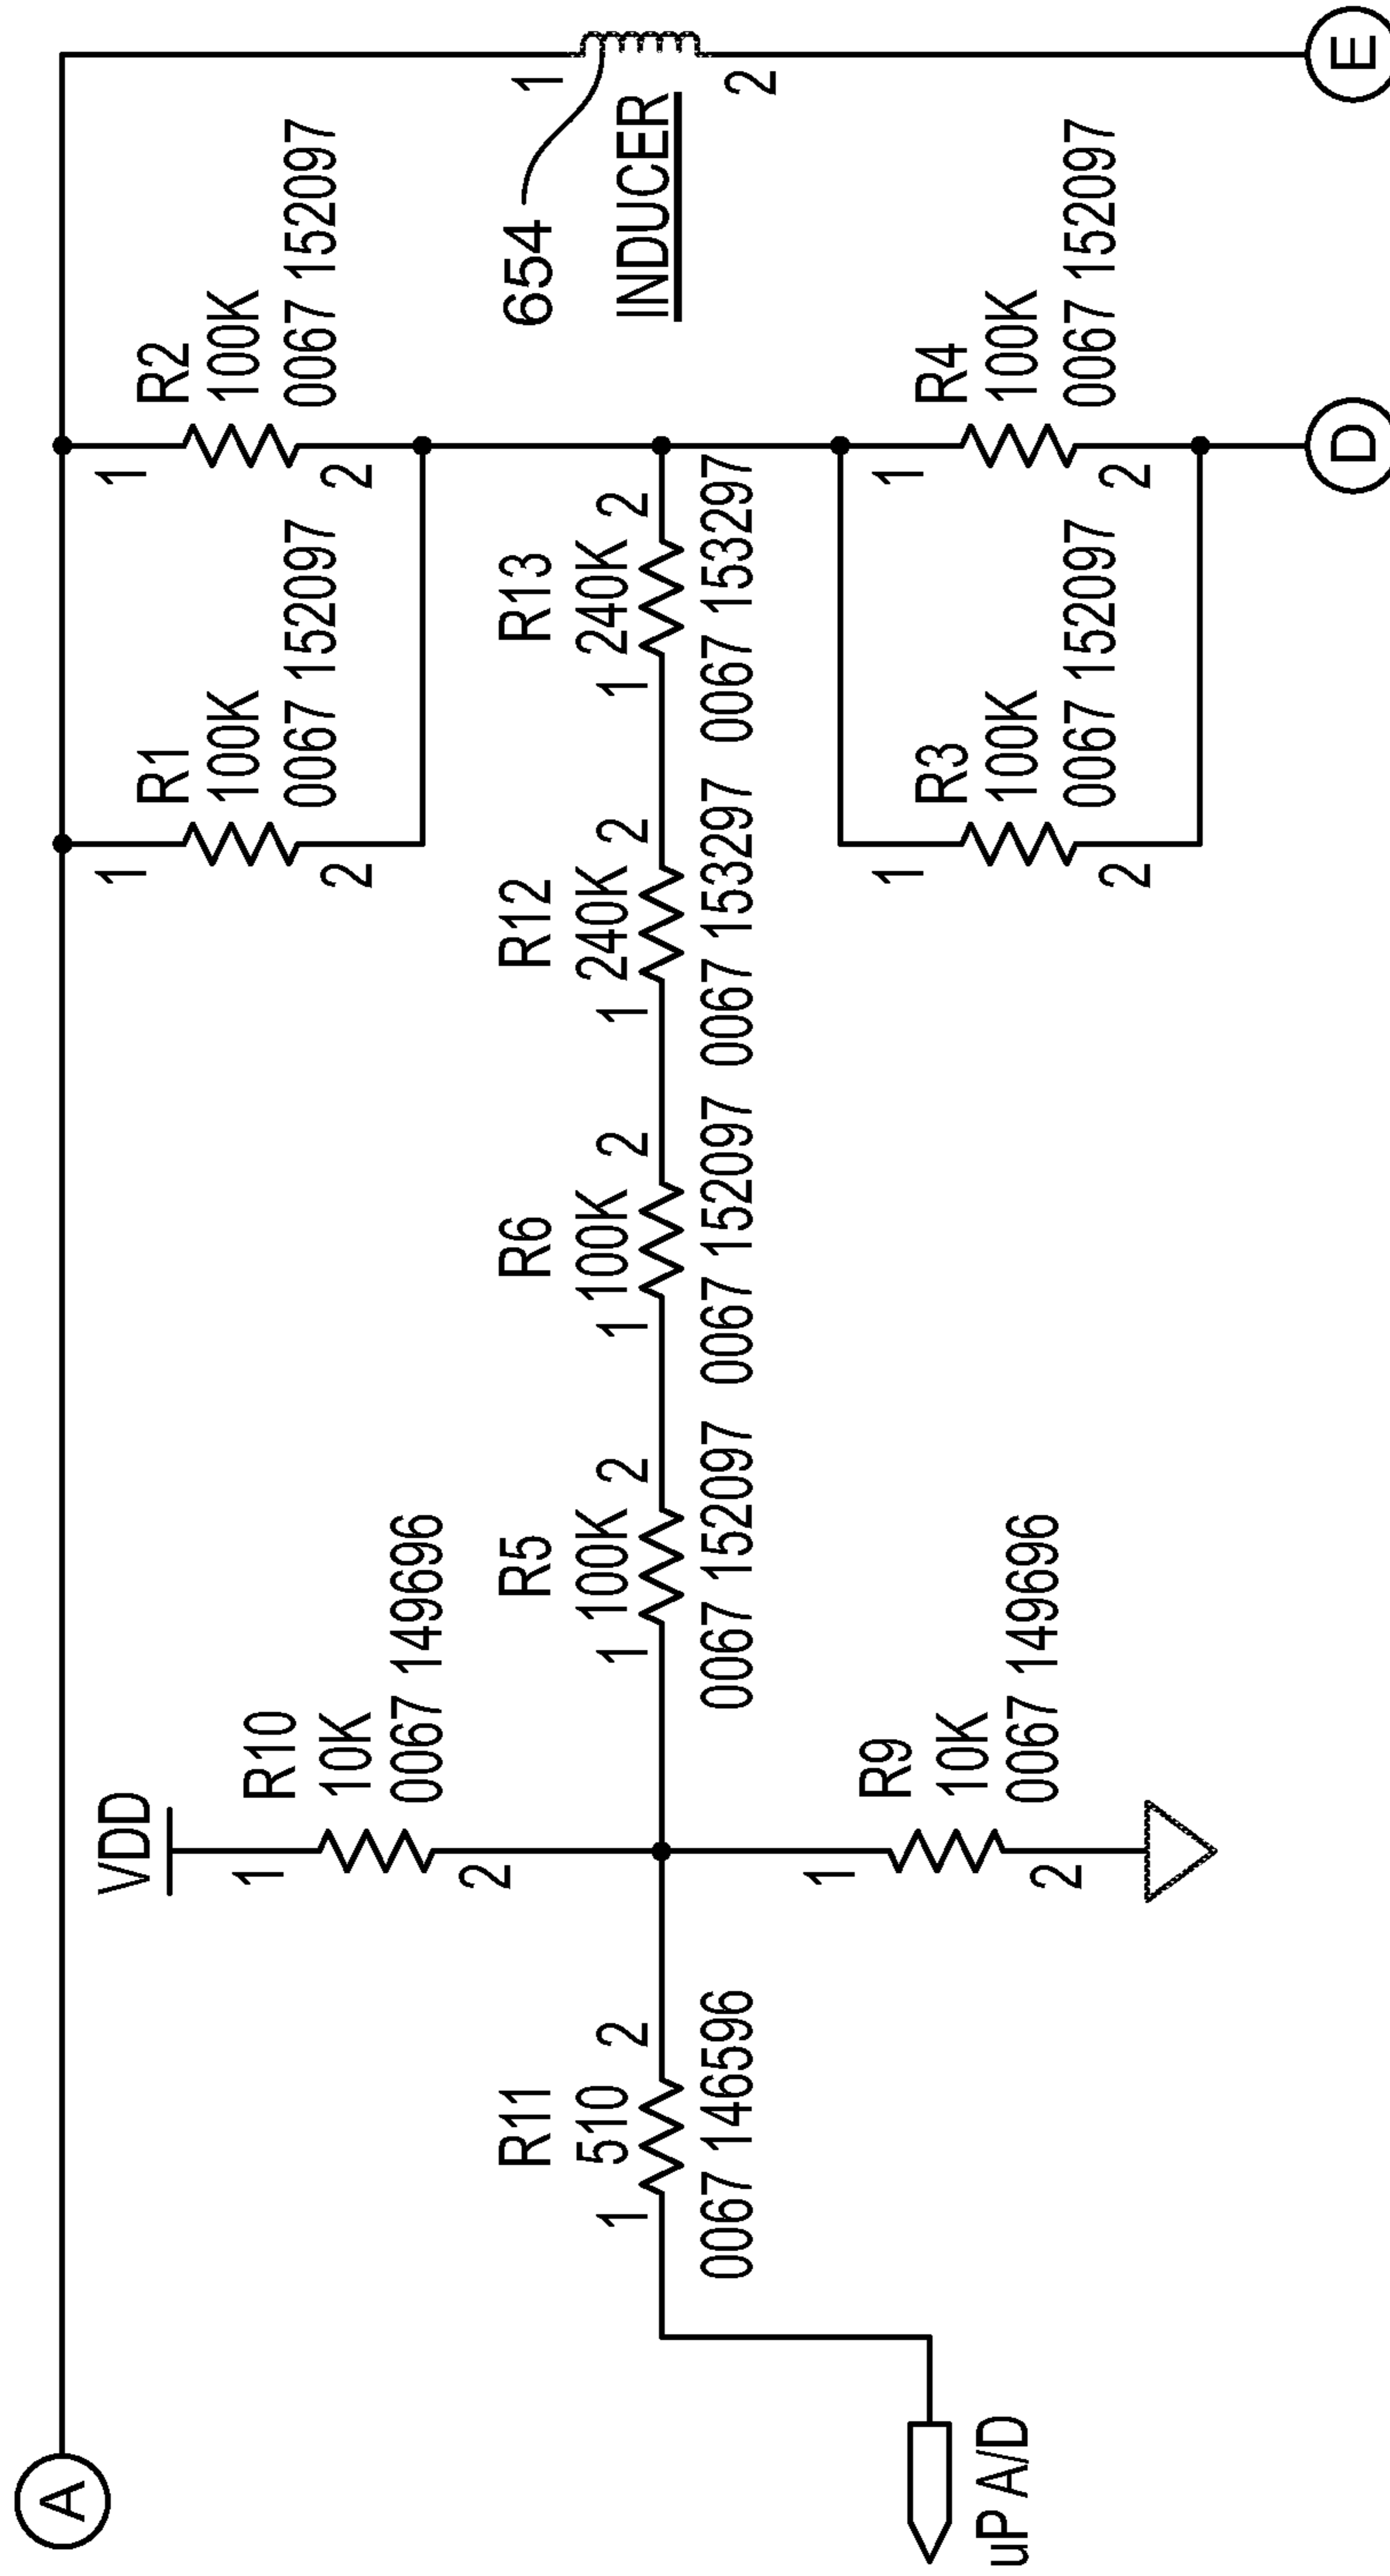 A
VDD
1
R10
10K
0067 149696
2
1
R1
100K
0067 152097
2
1
R2
100K
0067 152097
2
R11
510
1
2
0067 146596
R5
100K
1
2
0067 152097
R6
100K
1
2
0067 152097
R12
240K
1
2
0067 153297
R13
240K
1
2
0067 153297
654
1
INDUCER
2
uP A/D
1
R9
10K
0067 149696
2
1
R3
100K
0067 152097
2
1
R4
100K
0067 152097
2
D
E